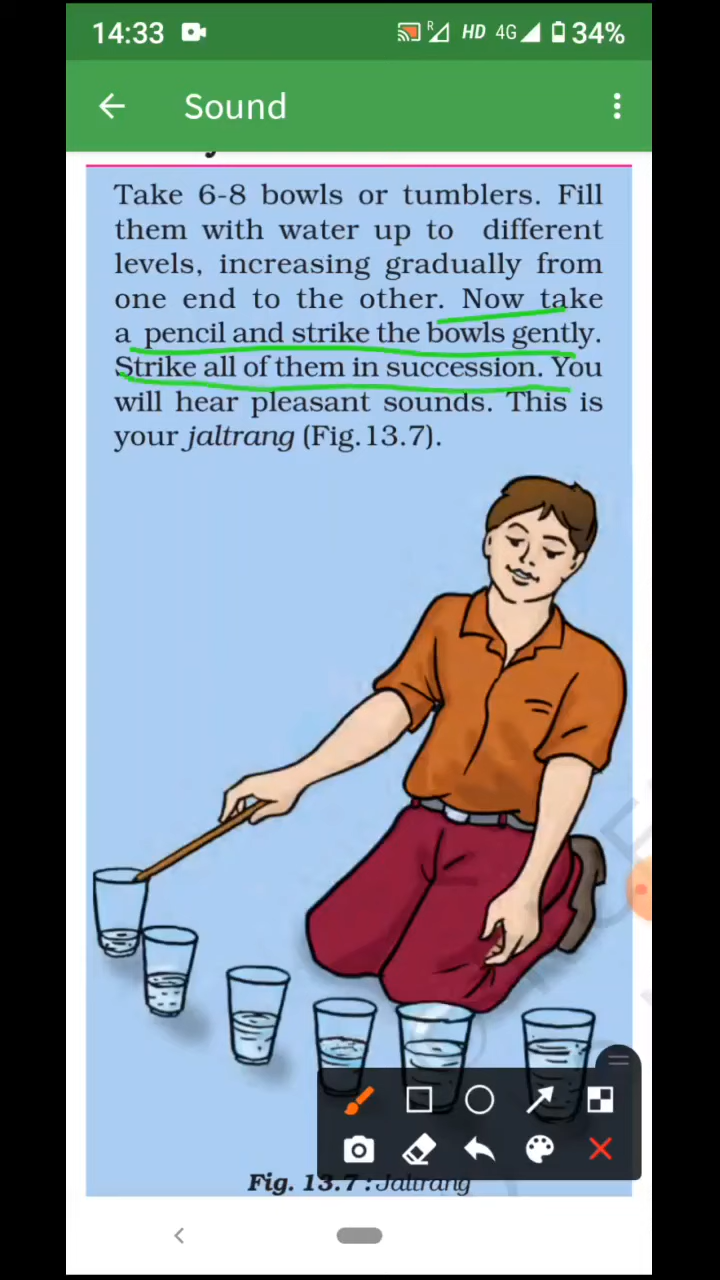 14:33
R HD 4G 34%
Sound
Take 6-8 bowls or tumblers. Fill
them with water up to different
levels, increasing gradually from
one end to the other. Now take
a pencil and strike the bowls gently.
Strike all of them in succession. You
will hear pleasant sounds. This is
your jaltrang (Fig.13.7).
Fig. 13.7 : Jaltrang